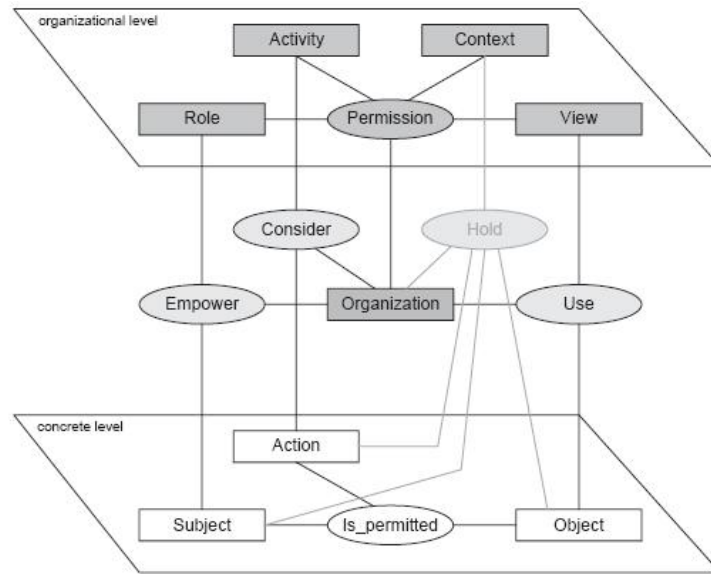 organizational level
Activity
Context
Role
Permission
View
Consider
Hold
Empower
Organization
Use
concrete level
Action
Subject
Is_permitted
Object